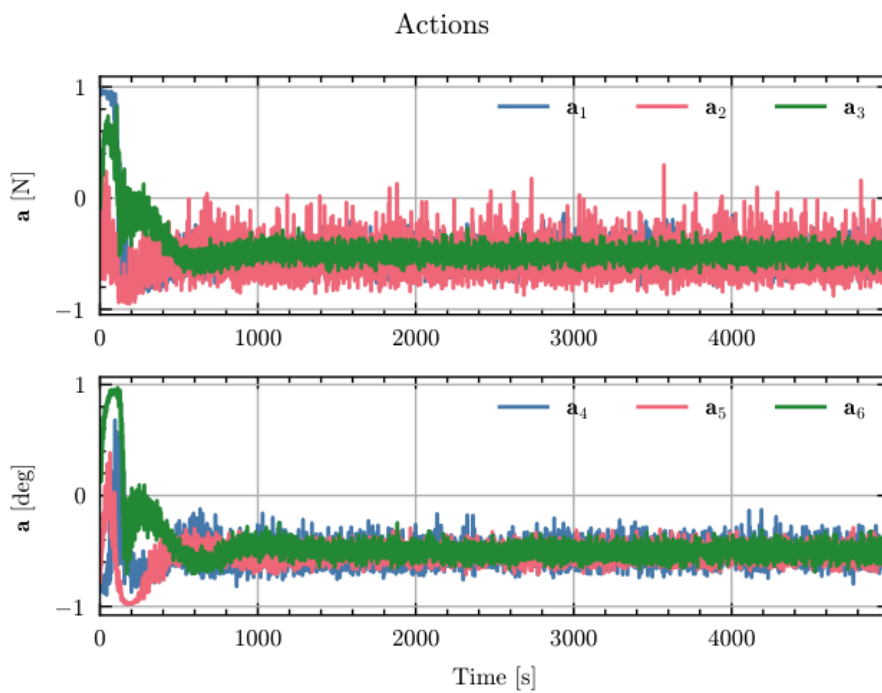 Actions
a [N]
1
0
−1
a₁ a₂ a₃
0 1000 2000 3000 4000
a [deg]
1
0
−1
a₄ a₅ a₆
0 1000 2000 3000 4000
Time [s]